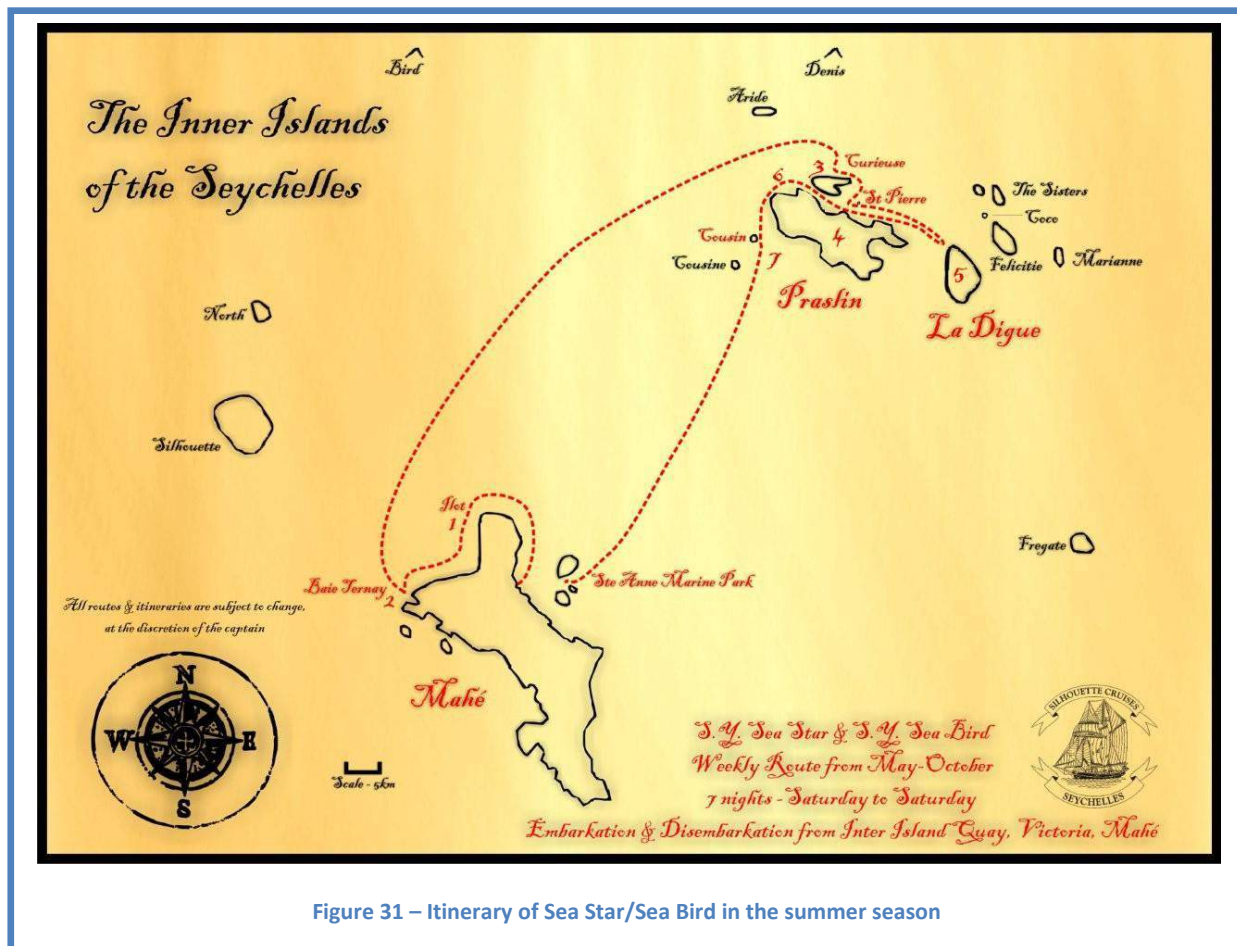 The Inner Islands
of the Seychelles
Bird
Denis
Aride
3
Curieuse
6
St Pierre
The Sisters
Coco
Cousin
4
Cousine
7
Felicitie
Marianne
5
Praslin
La Digue
North
Silhouette
Ilot
1
Fregate
Baie Ternay
2
Ste Anne Marine Park
All routes & itineraries are subject to change,
at the discretion of the captain
N
W
E
S
Mahé
Scale - 5km
S.Y. Sea Star & S.Y. Sea Bird
Weekly Route from May-October
7 nights - Saturday to Saturday
Embarkation & Disembarkation from Inter Island Quay, Victoria, Mahé
SILHOUETTE CRUISES
SEYCHELLES
Figure 31 – Itinerary of Sea Star/Sea Bird in the summer season